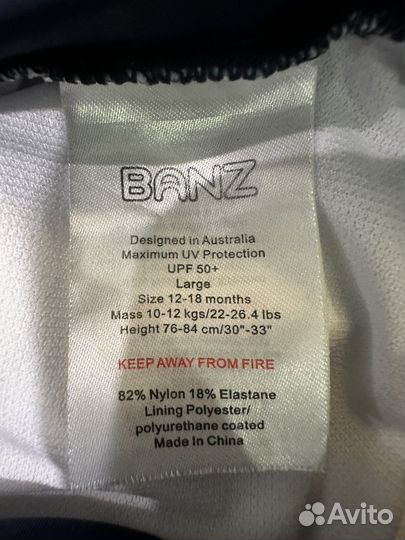 BANZ
Designed in Australia
Maximum UV Protection
UPF 50+
Large
Size 12-18 months
Mass 10-12 kgs/22-26.4 lbs
Height 76-84 cm/30"-33"
KEEP AWAY FROM FIRE
82% Nylon 18% Elastane
Lining Polyester/
polyurethane coated
Made In China
Avito